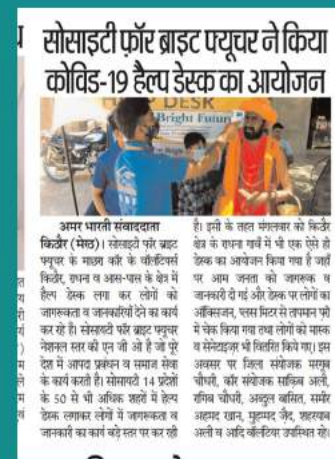 सोसाइटी फ़ॉर ब्राइट फ्यूचर ने किया
कोविड-19 हैल्प डेस्क का आयोजन
DESK
Bright Futur
अमर भारती संवाददाता
किठौर (मेरठ)। सोसाइटी फॉर ब्राइट
फ्यूचर के माध्यम कॉर के वॉलंटियर्स
किठौर, राधना व आस-पास के क्षेत्र में
हैल्प डेस्क लगा कर लोगों को
जागरूकता व जानकारियाँ देने का कार्य
कर रहे है। सोसायटी फॉर ब्राइट फ्यूचर
नेशनल स्तर की एन जी ओ है जो पूरे
देश में आपदा प्रबंधन व समाज सेवा
के कार्य करती है। सोसायटी 14 प्रदेशों
के 50 से भी अधिक शहरों में हेल्प
डेस्क लगाकर लोगों में जागरूकता व
जानकारी का कार्य बड़े स्तर पर कर रही
है। इसी के तहत मंगलवार को किठौर
क्षेत्र के राधना गावँ में भी एक ऐसे ही
डेस्क का आयोजन किया गया है जहाँ
पर आम जनता को जागरूक व
जानकारी दी गई और डेस्क पर लोगों का
ऑक्सिजन, प्लस मिटर से तापमान फ्री
में चेक किया गया तथा लोगों को मास्क
व सेनेटाइजर भी वितरित किये गए। इस
अवसर पर जिला संयोजक मरगूब
चौधरी, कॉर संयोजक साकिब अली,
रागिब चौधरी, अब्दुल बासित, समीर
अहमद खान, मुहम्मद जैद, शहरयाब
अली व आदि वॉलंटियर उपस्थित रहे।